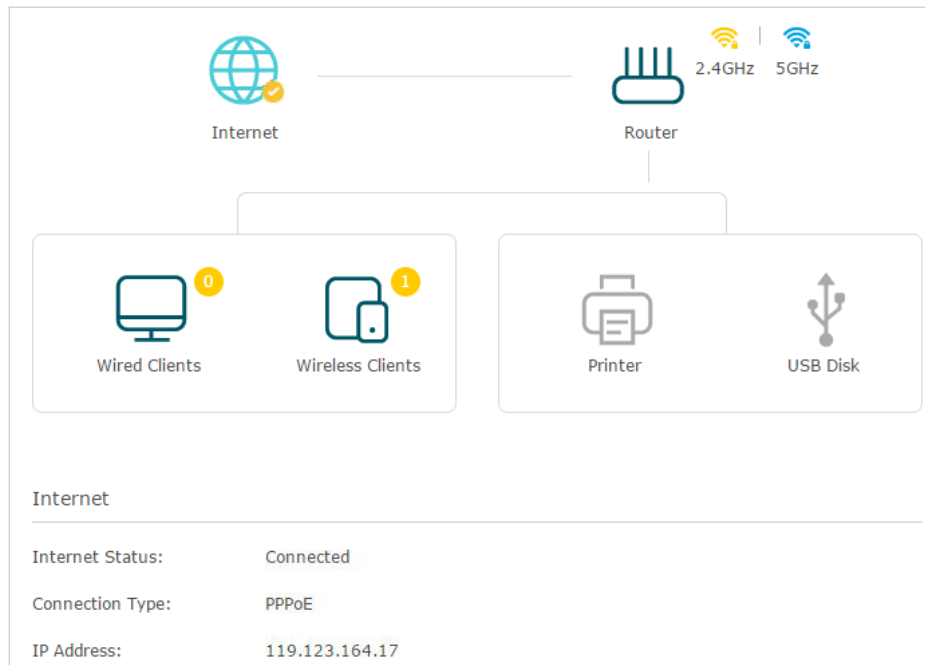 2.4GHz 5GHz
Internet Router
0 1
Wired Clients Wireless Clients Printer USB Disk
Internet
Internet Status: Connected
Connection Type: PPPoE
IP Address: 119.123.164.17